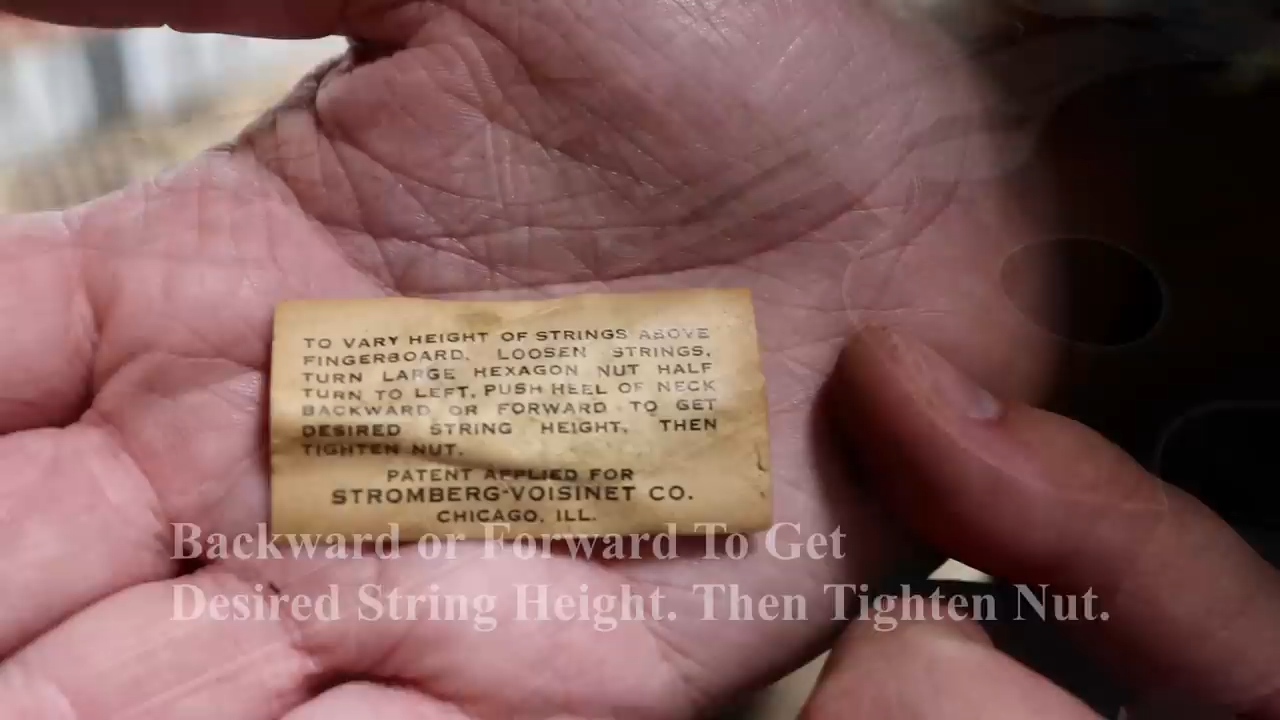 TO VARY HEIGHT OF STRINGS ABOVE
FINGERBOARD, LOOSEN STRINGS,
TURN LARGE HEXAGON NUT HALF
TURN TO LEFT, PUSH HEEL OF NECK
BACKWARD OR FORWARD TO GET
DESIRED STRING HEIGHT, THEN
TIGHTEN NUT.
PATENT APPLIED FOR
STROMBERG-VOISINET CO.
CHICAGO, ILL.
Backward or Forward To Get
Desired String Height. Then Tighten Nut.